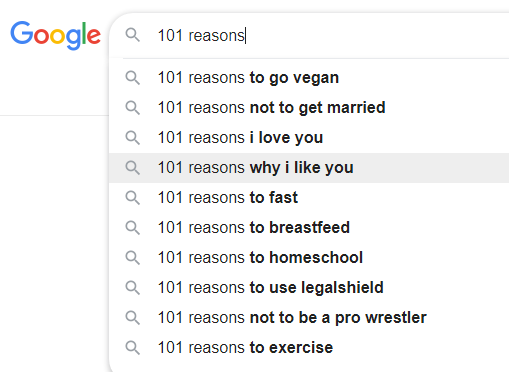 Google
101 reasons
101 reasons to go vegan
101 reasons not to get married
101 reasons i love you
101 reasons why i like you
101 reasons to fast
101 reasons to breastfeed
101 reasons to homeschool
101 reasons to use legalshield
101 reasons not to be a pro wrestler
101 reasons to exercise